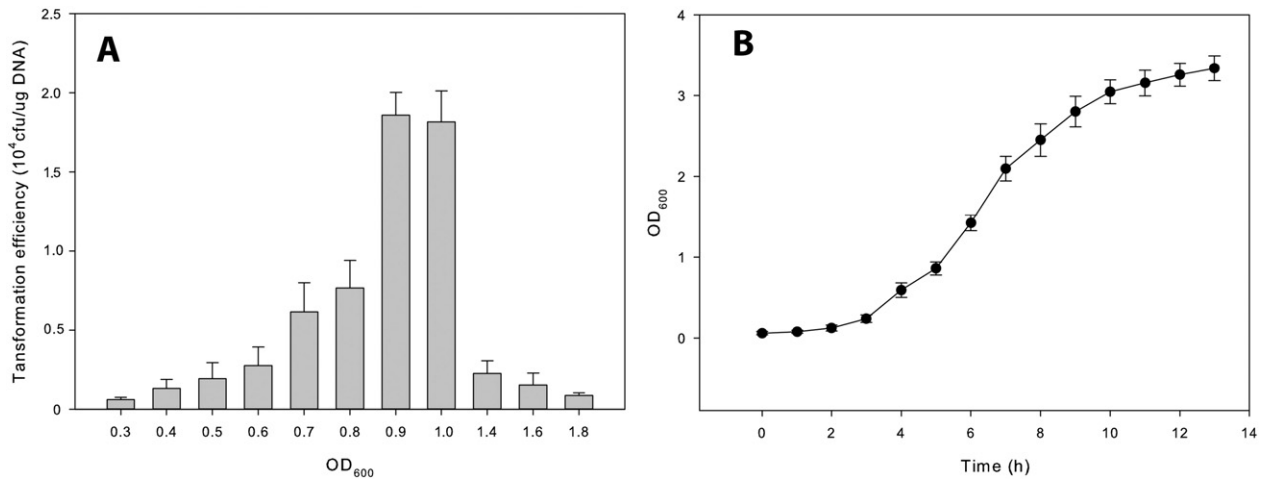 A
Tansformation efficiency (10⁴cfu/ug DNA)
2.5
2.0
1.5
1.0
0.5
0
0.3 0.4 0.5 0.6 0.7 0.8 0.9 1.0 1.4 1.6 1.8
OD₆₀₀
B
OD₆₀₀
4
3
2
1
0
0 2 4 6 8 10 12 14
Time (h)